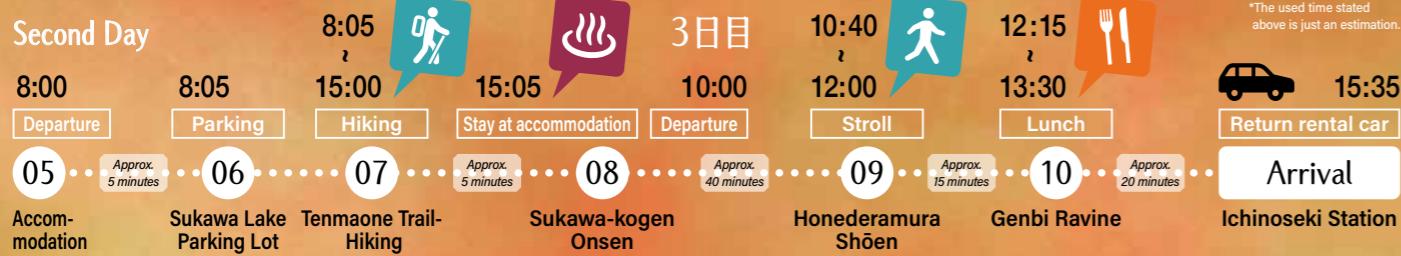 Second Day
8:00
Departure
05
Accom-
modation
Approx.
5 minutes
8:05
Parking
06
Sukawa Lake
Parking Lot
8:05
~
15:00
Hiking
07
Tenmaone Trail-
Hiking
Approx.
5 minutes
15:05
Stay at accommodation
08
Sukawa-kogen
Onsen
3日目
10:00
Departure
Approx.
40 minutes
10:40
~
12:00
Stroll
09
Honederamura
Shōen
Approx.
15 minutes
12:15
~
13:30
Lunch
10
Genbi Ravine
Approx.
20 minutes
*The used time stated
above is just an estimation.
15:35
Return rental car
Arrival
Ichinoseki Station